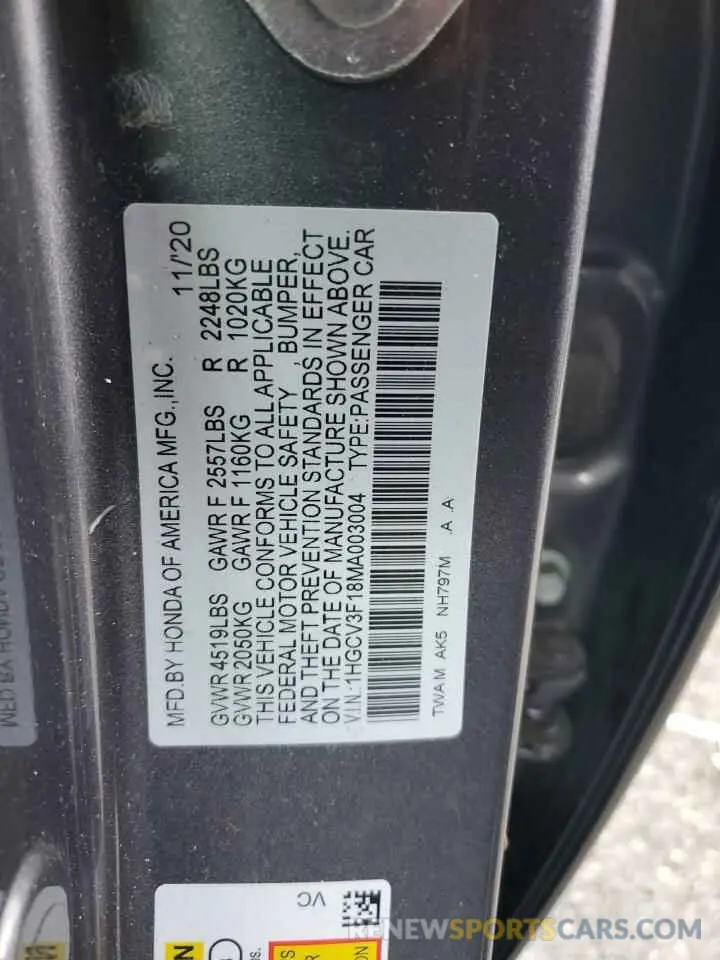 MFD.BY HONDA OF AMERICA MFG.,INC. 11/'20
GVWR 4519LBS GAWR F 2557LBS R 2248LBS
GVWR 2050KG GAWR F 1160KG R 1020KG
THIS VEHICLE CONFORMS TO ALL APPLICABLE
FEDERAL MOTOR VEHICLE SAFETY , BUMPER,
AND THEFT PREVENTION STANDARDS IN EFFECT
ON THE DATE OF MANUFACTURE SHOWN ABOVE.
V.I.N.:1HGCV3F18MA003004 TYPE:PASSENGER CAR
TWA M AK5 NH797M .A .A
VC
RENEWSPORTCAR.COM